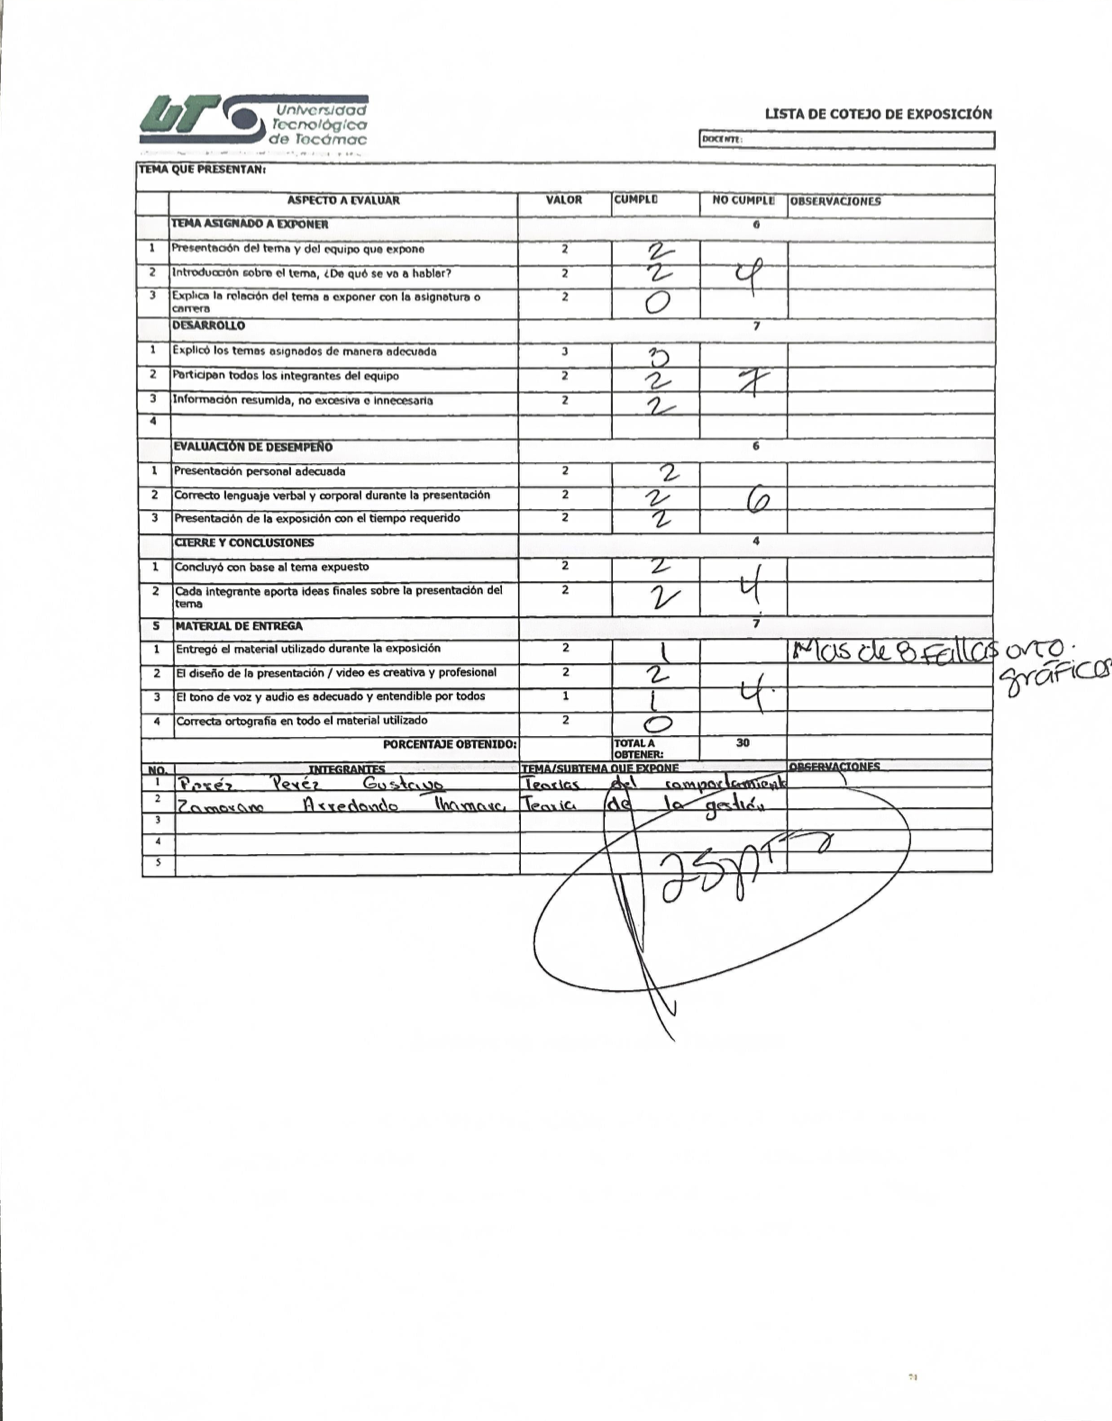 UT Universidad
Tecnológica
de Tecámac
LISTA DE COTEJO DE EXPOSICIÓN
DOCENTE:
TEMA QUE PRESENTAN:
ASPECTO A EVALUAR VALOR CUMPLE NO CUMPLE OBSERVACIONES
TEMA ASIGNADO A EXPONER 6
1 Presentación del tema y del equipo que expone 2 2
2 Introducción sobre el tema, ¿De qué se va a hablar? 2 2 4
3 Explica la relación del tema a exponer con la asignatura o 2 0
carrera
DESARROLLO 7
1 Explicó los temas asignados de manera adecuada 3 3
2 Participan todos los integrantes del equipo 2 2 7
3 Información resumida, no excesiva e innecesaria 2 2
4
EVALUACIÓN DE DESEMPEÑO 6
1 Presentación personal adecuada 2 2
2 Correcto lenguaje verbal y corporal durante la presentación 2 2 6
3 Presentación de la exposición con el tiempo requerido 2 2
CIERRE Y CONCLUSIONES 4
1 Concluyó con base al tema expuesto 2 2
2 Cada integrante aporta ideas finales sobre la presentación del 2 2 4
tema
5 MATERIAL DE ENTREGA 7
1 Entregó el material utilizado durante la exposición 2 1 Mas de 8 fallas orto.
gráficos
2 El diseño de la presentación / video es creativa y profesional 2 2
3 El tono de voz y audio es adecuado y entendible por todos 1 1 4.
4 Correcta ortografía en todo el material utilizado 2 0
PORCENTAJE OBTENIDO: TOTAL A 30
OBTENER:
NO. INTEGRANTES TEMA/SUBTEMA QUE EXPONE OBSERVACIONES
1 Peréz Peréz Gustavo Teorias del comportamiento
2 Zamorano Arredondo Thamara Teoria de la gestión
3
4
5
25pts